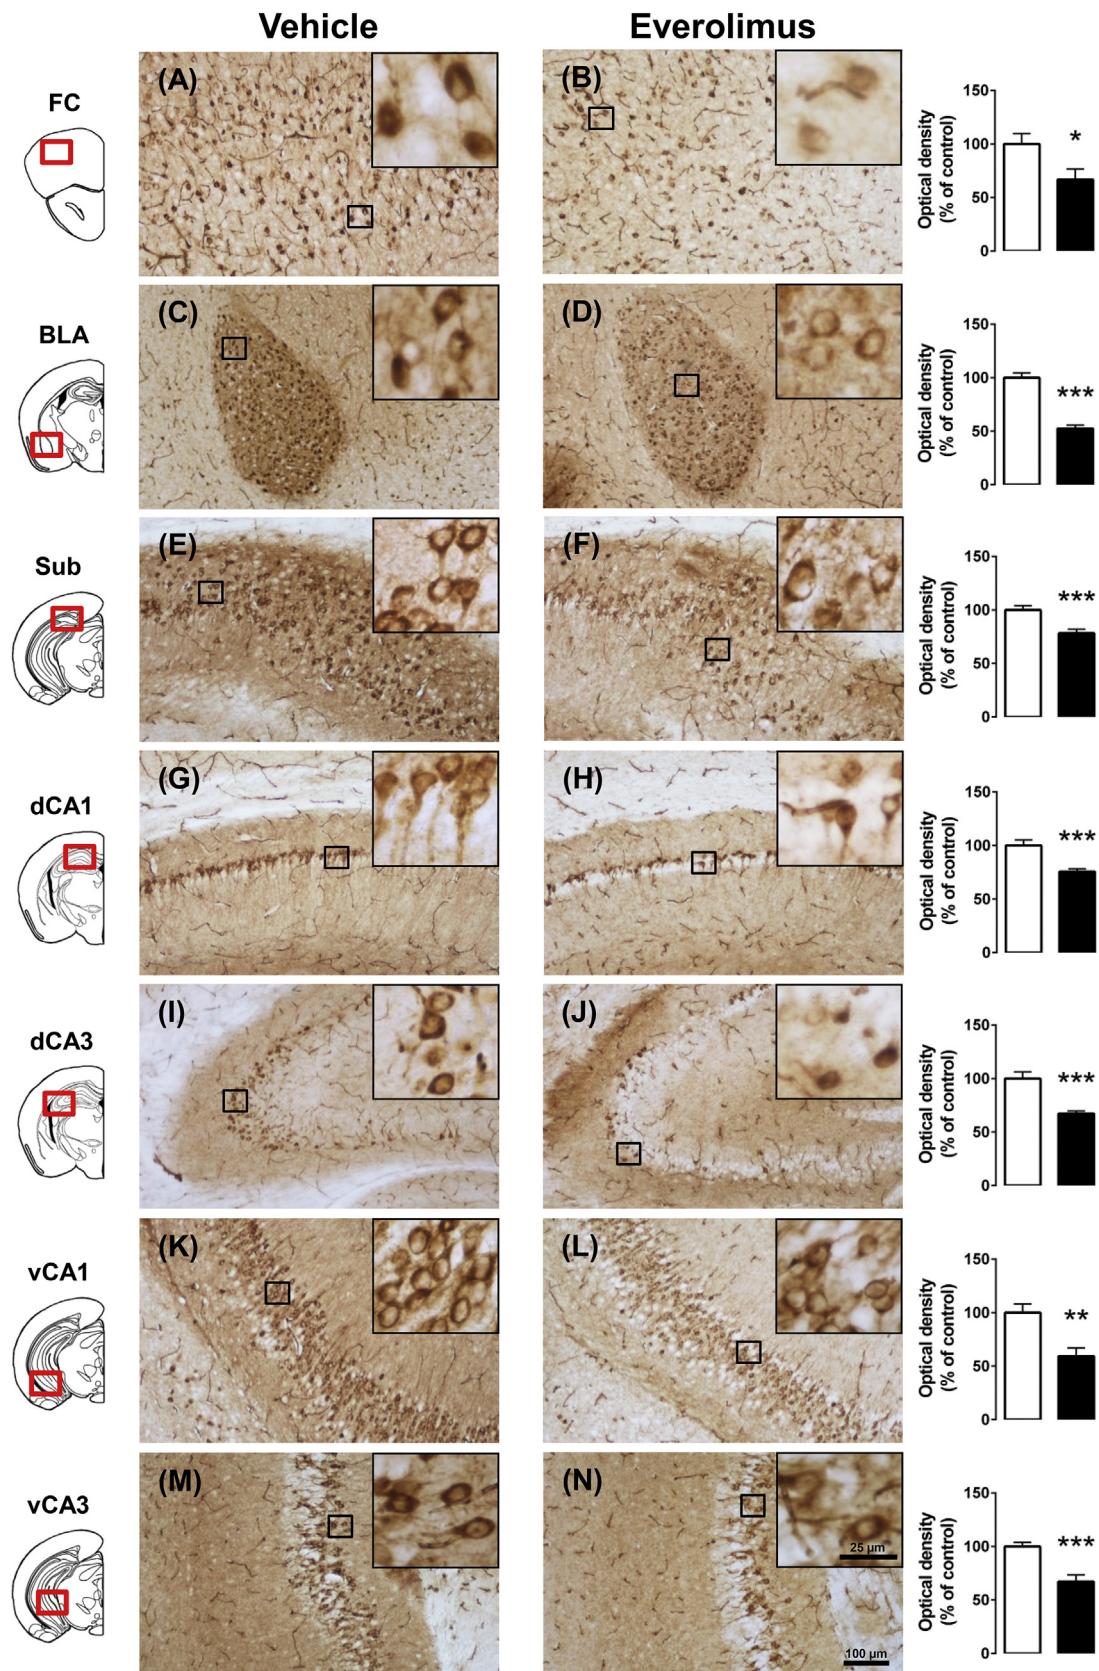 Vehicle Everolimus
FC
(A) (B)
Optical density
(% of control)
150
100
50
0
*
BLA
(C) (D)
Optical density
(% of control)
150
100
50
0
***
Sub
(E) (F)
Optical density
(% of control)
150
100
50
0
***
dCA1
(G) (H)
Optical density
(% of control)
150
100
50
0
***
dCA3
(I) (J)
Optical density
(% of control)
150
100
50
0
***
vCA1
(K) (L)
Optical density
(% of control)
150
100
50
0
**
vCA3
(M) (N)
25 µm
100 µm
Optical density
(% of control)
150
100
50
0
***